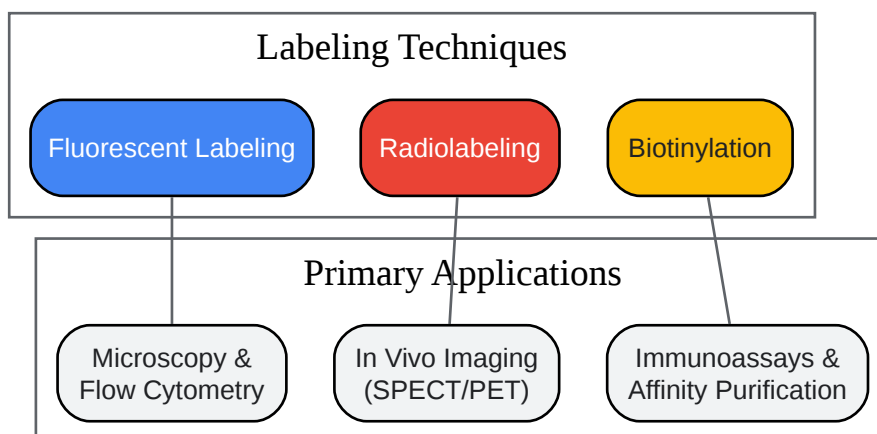 Labeling Techniques
Fluorescent Labeling
Radiolabeling
Biotinylation
Primary Applications
Microscopy &
Flow Cytometry
In Vivo Imaging
(SPECT/PET)
Immunoassays &
Affinity Purification